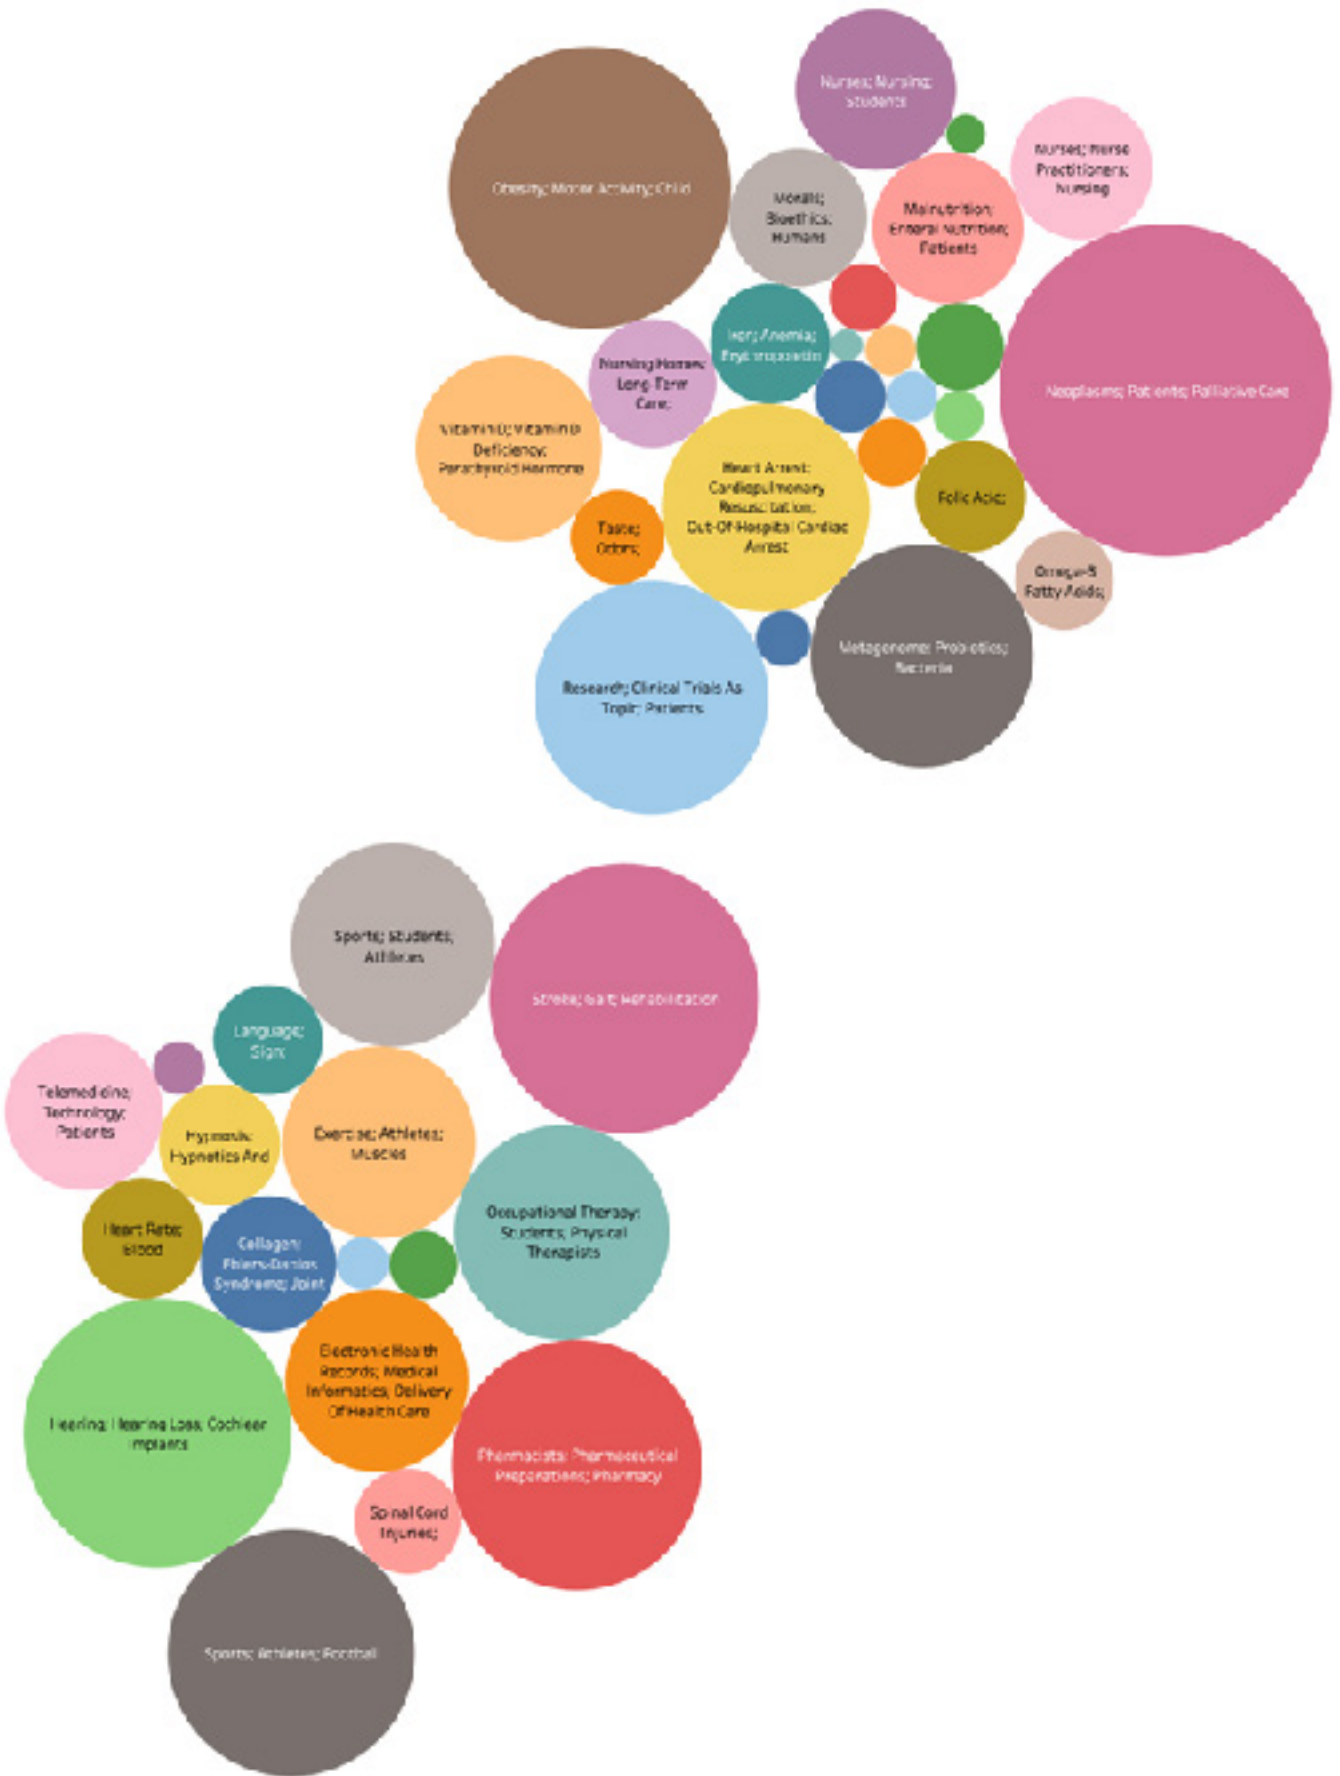 Nurses; Nursing;
Students
Obesity; Motor Activity; Child
Nurses; Nurse
Practitioners;
Nursing
Morals;
Bioethics;
Humans
Malnutrition;
Enteral Nutrition;
Patients
Iron; Anemia;
Erythropoietin
Nursing Homes;
Long-Term
Care;
Neoplasms; Patients; Palliative Care
Vitamin D; Vitamin D
Deficiency;
Parathyroid Hormone
Heart Arrest;
Cardiopulmonary
Resuscitation;
Out-Of-Hospital Cardiac
Arrest
Folic Acid;
Taste;
Odors;
Omega-3
Fatty Acids;
Metagenome; Probiotics;
Bacteria
Research; Clinical Trials As
Topic; Patients
Sports; Students;
Athletes
Stroke; Gait; Rehabilitation
Language;
Sign;
Telemedicine;
Technology;
Patients
Hypnosis;
Hypnotics And
Exercise; Athletes;
Muscles
Occupational Therapy;
Students; Physical
Therapists
Heart Rate;
Blood
Collagen;
Ehlers-Danlos
Syndrome; Joint
Electronic Health
Records; Medical
Informatics; Delivery
Of Health Care
Hearing; Hearing Loss; Cochlear
Implants
Pharmacists; Pharmaceutical
Preparations; Pharmacy
Spinal Cord
Injuries;
Sports; Athletes; Football